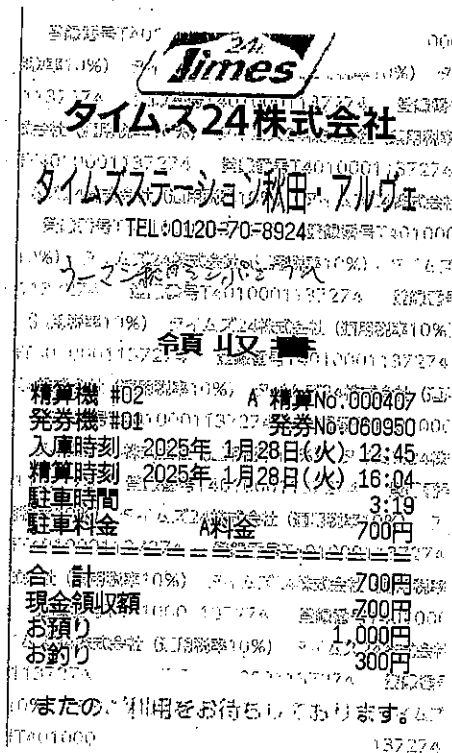 24h
Times
タイムズ24株式会社
タイムズステーション秋田・アルヴェ
TEL:0120-70-8924
領収書
精算機 #02 A 精算No.000407
発券機 #01 発券No.060950
入庫時刻 2025年 1月28日(火) 12:45
精算時刻 2025年 1月28日(火) 16:04
駐車時間 3:19
駐車料金 A料金 700円
合 計 700円
現金領収額 700円
お預り 1,000円
お釣り 300円
またのご利用をお待ちしております。